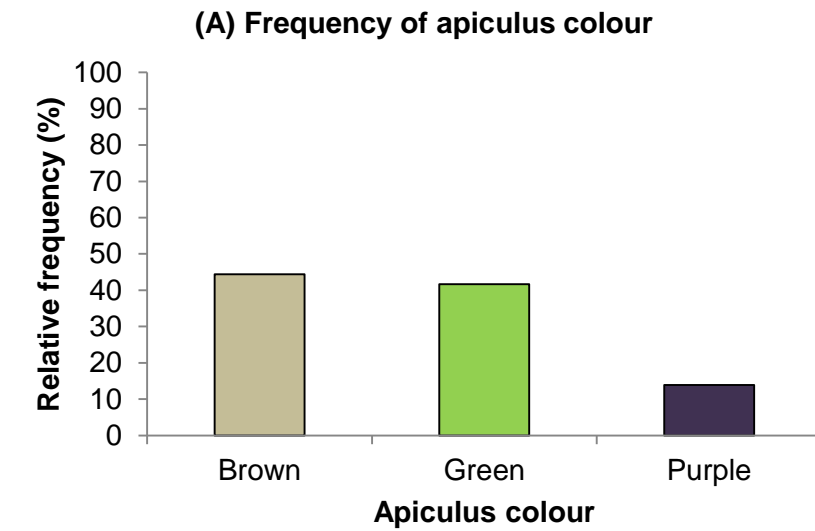 (A) Frequency of apiculus colour
Relative frequency (%)
100
90
80
70
60
50
40
30
20
10
0
Brown Green Purple
Apiculus colour